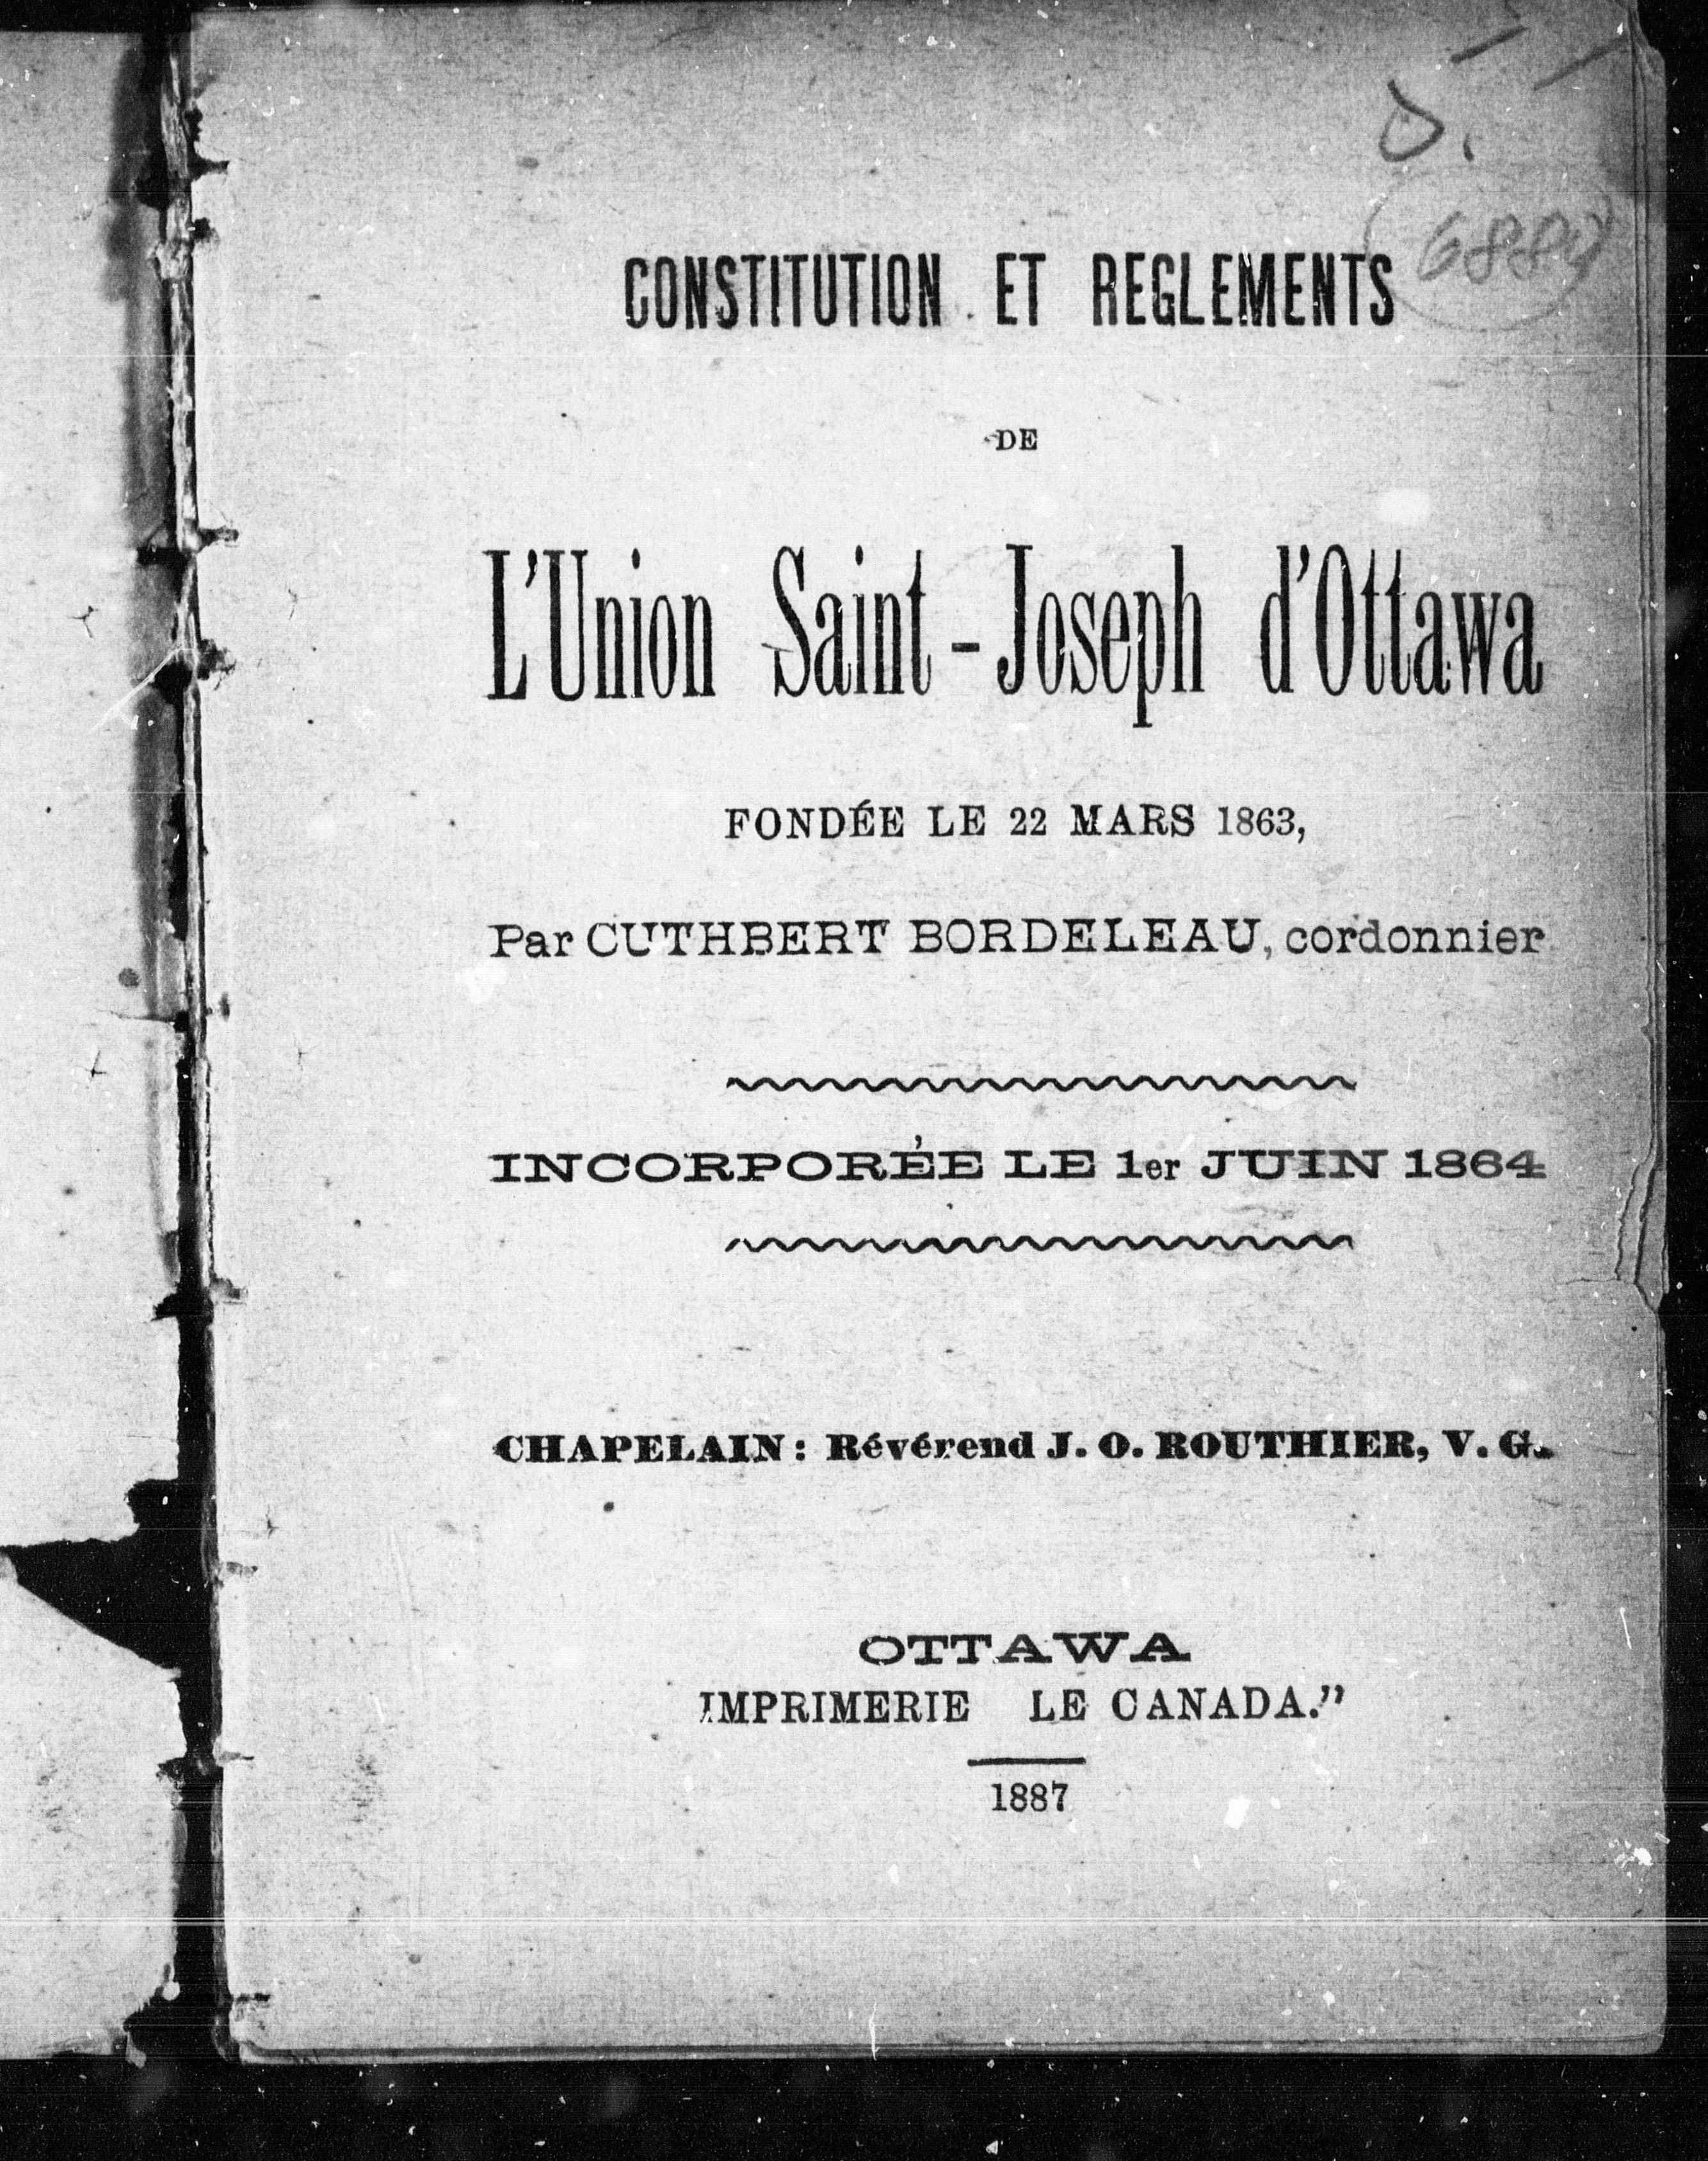 CONSTITUTION ET REGLEMENTS
DE
L'Union Saint-Joseph d'Ottawa
FONDÉE LE 22 MARS 1863,
Par CUTHBERT BORDELEAU, cordonnier
INCORPORÉE LE 1er JUIN 1864
CHAPELAIN: Révérend J. O. ROUTHIER, V. G.
OTTAWA
IMPRIMERIE LE CANADA.”
1887